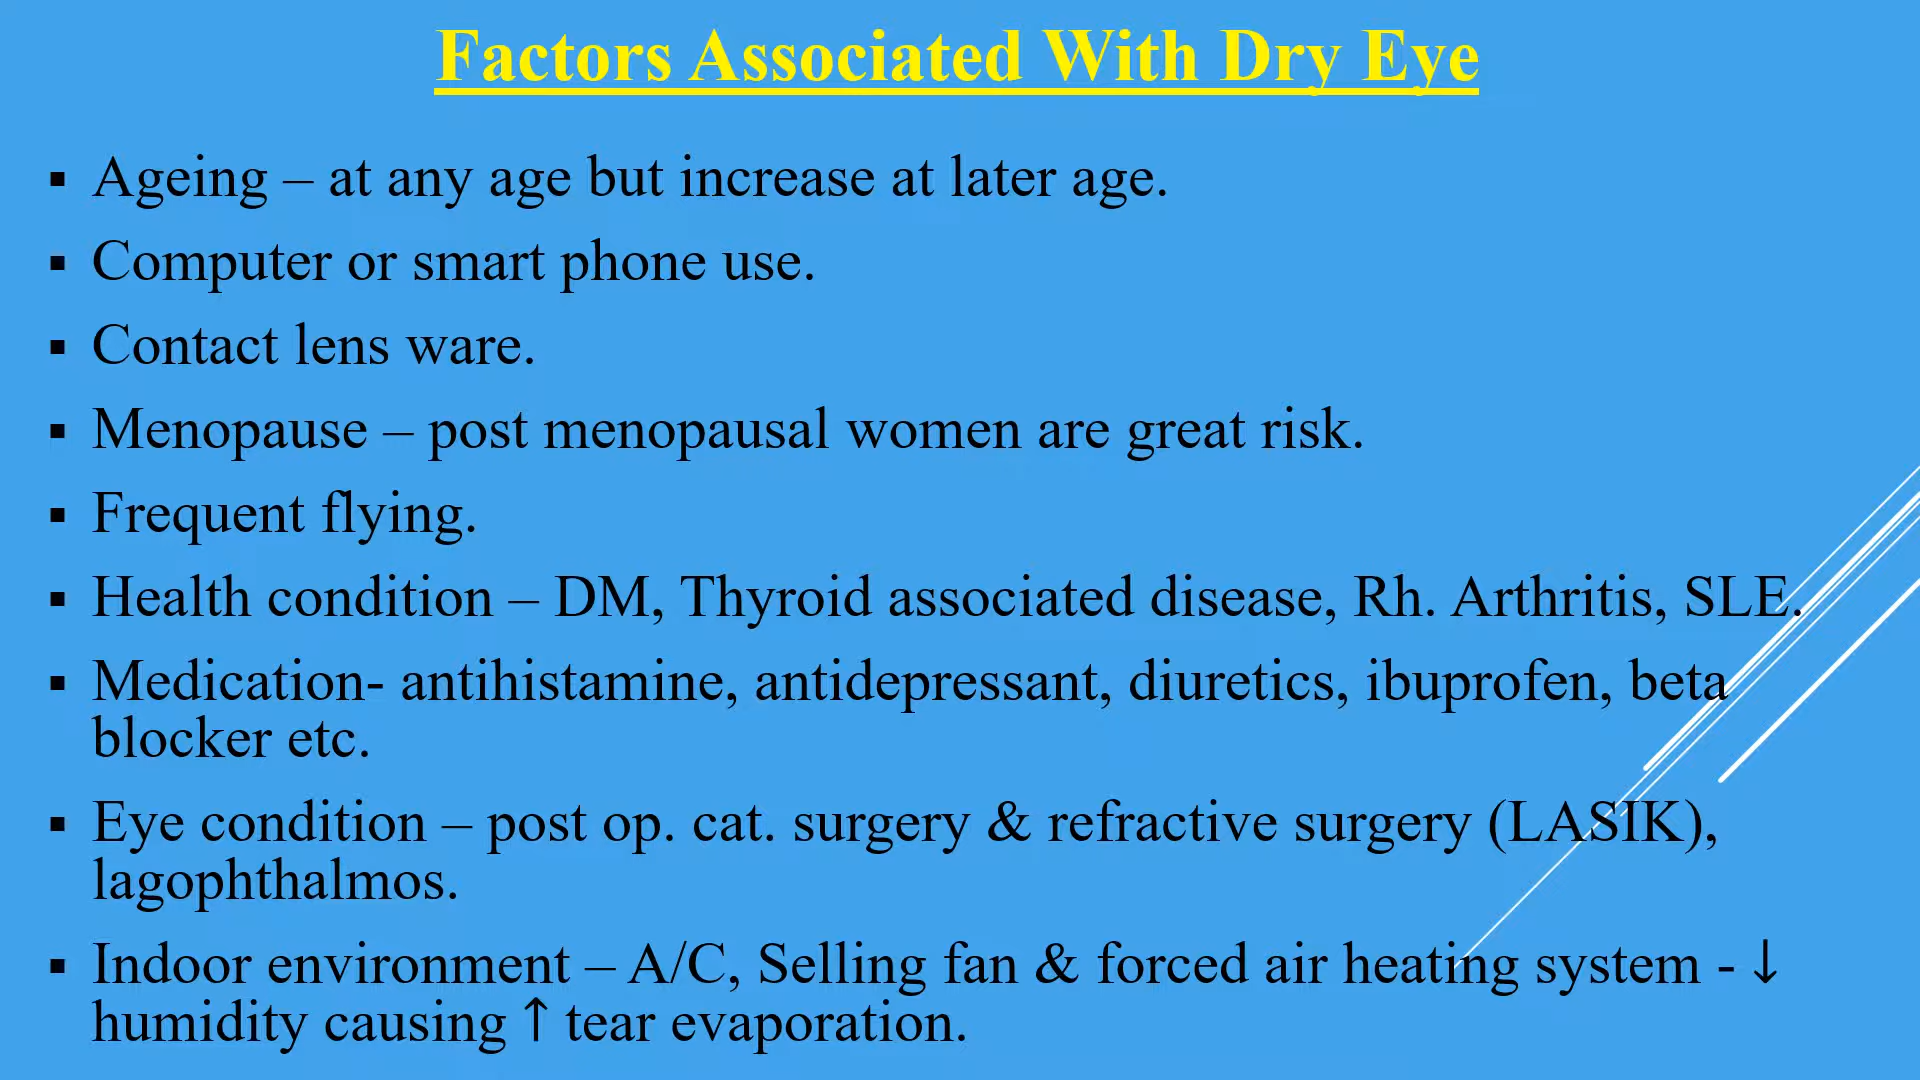 Factors Associated With Dry Eye
▪ Ageing – at any age but increase at later age.
▪ Computer or smart phone use.
▪ Contact lens ware.
▪ Menopause – post menopausal women are great risk.
▪ Frequent flying.
▪ Health condition – DM, Thyroid associated disease, Rh. Arthritis, SLE.
▪ Medication- antihistamine, antidepressant, diuretics, ibuprofen, beta
blocker etc.
▪ Eye condition – post op. cat. surgery & refractive surgery (LASIK),
lagophthalmos.
▪ Indoor environment – A/C, Selling fan & forced air heating system - ↓
humidity causing ↑ tear evaporation.